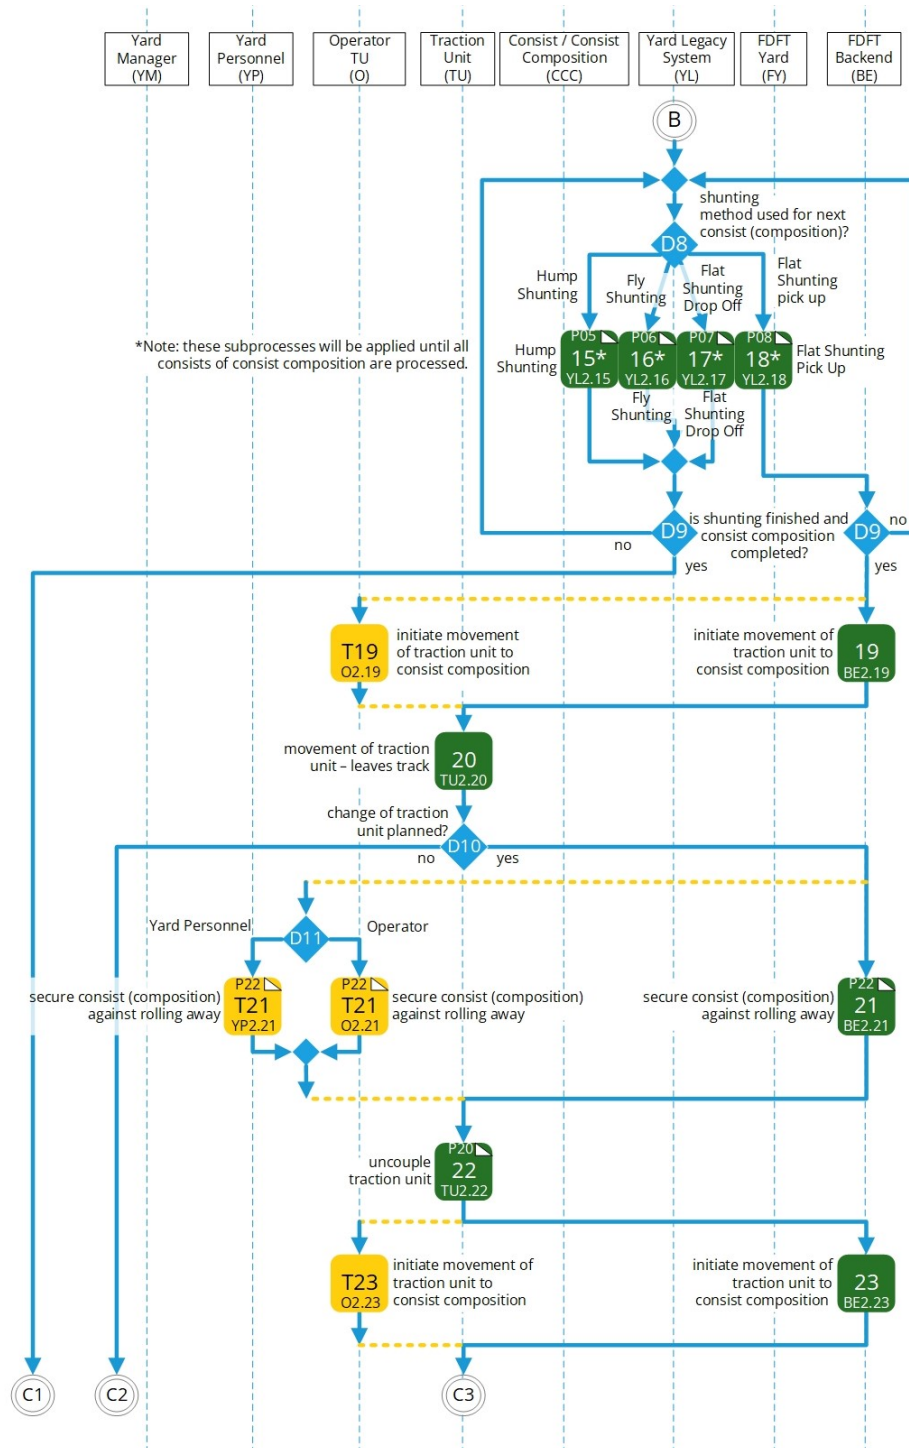 Yard
Manager
(YM)
Yard
Personnel
(YP)
Operator
TU
(O)
Traction
Unit
(TU)
Consist / Consist
Composition
(CCC)
Yard Legacy
System
(YL)
FDFT
Yard
(FY)
FDFT
Backend
(BE)
B
shunting
method used for next
consist (composition)?
D8
Hump
Shunting
Fly
Shunting
Flat
Shunting
Drop Off
Flat
Shunting
pick up
*Note: these subprocesses will be applied until all
consists of consist composition are processed.
Hump
Shunting
P05
15*
YL2.15
P06
16*
YL2.16
P07
17*
YL2.17
P08
18*
YL2.18
Flat Shunting
Pick Up
Fly
Shunting
Flat
Shunting
Drop Off
D9
is shunting finished and
consist composition
completed?
D9
no
no
yes
yes
T19
O2.19
initiate movement
of traction unit to
consist composition
initiate movement of
traction unit to
consist composition
19
BE2.19
movement of traction
unit – leaves track
20
TU2.20
change of traction
unit planned?
D10
no
yes
Yard Personnel
D11
Operator
secure consist (composition)
against rolling away
P22
T21
YP2.21
P22
T21
O2.21
secure consist (composition)
against rolling away
secure consist (composition)
against rolling away
P22
21
BE2.21
uncouple
traction unit
P20
22
TU2.22
T23
O2.23
initiate movement of
traction unit to
consist composition
initiate movement of
traction unit to
consist composition
23
BE2.23
C1
C2
C3